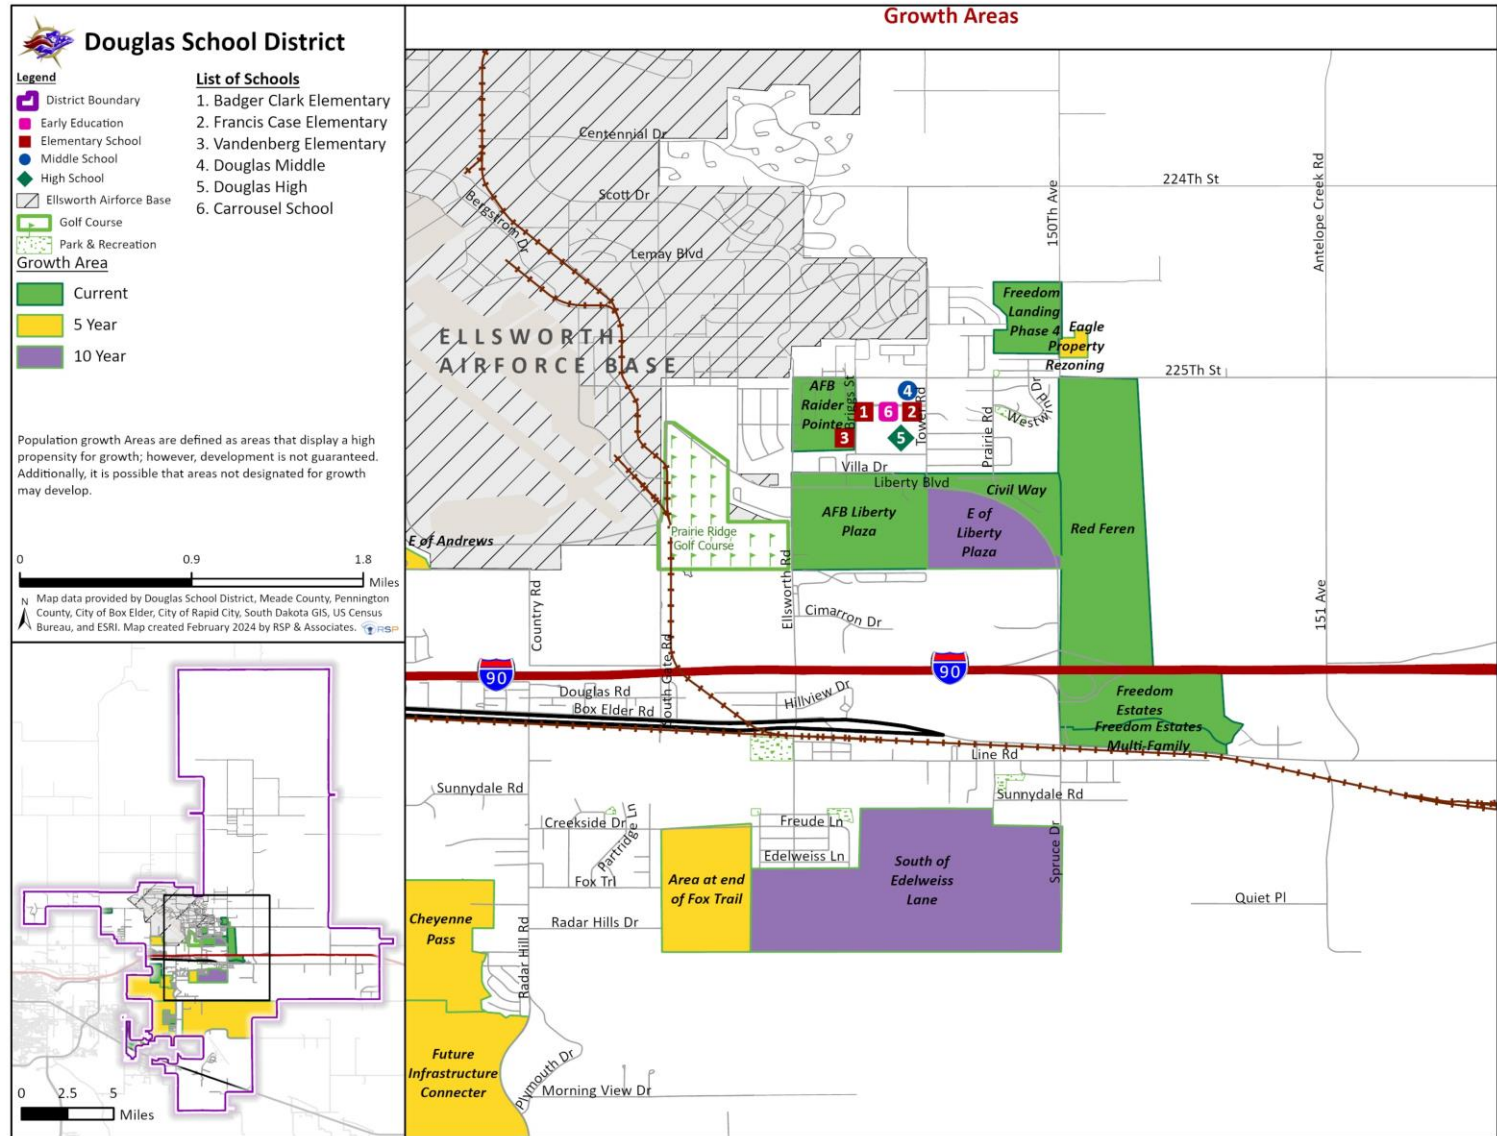 Growth Areas
Douglas School District
Legend
District Boundary
Early Education
Elementary School
Middle School
High School
Ellsworth Airforce Base
Golf Course
Park & Recreation
List of Schools
1. Badger Clark Elementary
2. Francis Case Elementary
3. Vandenberg Elementary
4. Douglas Middle
5. Douglas High
6. Carrousel School
Growth Area
Current
5 Year
10 Year
Population growth Areas are defined as areas that display a high
propensity for growth; however, development is not guaranteed.
Additionally, it is possible that areas not designated for growth
may develop.
0 0.9 1.8
Miles
N
Map data provided by Douglas School District, Meade County, Pennington
County, City of Box Elder, City of Rapid City, South Dakota GIS, US Census
Bureau, and ESRI. Map created February 2024 by RSP & Associates.
RSP
0 2.5 5
Miles
Centennial Dr
Scott Dr
Bergstrom Dr
Lemay Blvd
224Th St
150Th Ave
Antelope Creek Rd
ELLSWORTH
AIRFORCE BASE
Freedom
Landing
Phase 4
Eagle
Property
Rezoning
225Th St
AFB
Raider
Pointe
Briggs St
4
1
6
2
3
5
Tower Rd
Prairie Rd
Westwind Dr
Villa Dr
Liberty Blvd
Civil Way
AFB Liberty
Plaza
E of
Liberty
Plaza
Red Feren
E of Andrews
Prairie Ridge
Golf Course
Country Rd
Ellsworth Rd
Cimarron Dr
151 Ave
90
90
South Gate Rd
Douglas Rd
Box Elder Rd
Hillview Dr
Freedom
Estates
Freedom Estates
Multi-Family
Line Rd
Sunnydale Rd
Sunnydale Rd
Creekside Dr
Partridge Ln
Freude Ln
Edelweiss Ln
Spruce Dr
Fox Trl
Area at end
of Fox Trail
South of
Edelweiss
Lane
Quiet Pl
Cheyenne
Pass
Radar Hills Dr
Radar Hill Rd
Future
Infrastructure
Connecter
Plymouth Dr
Morning View Dr